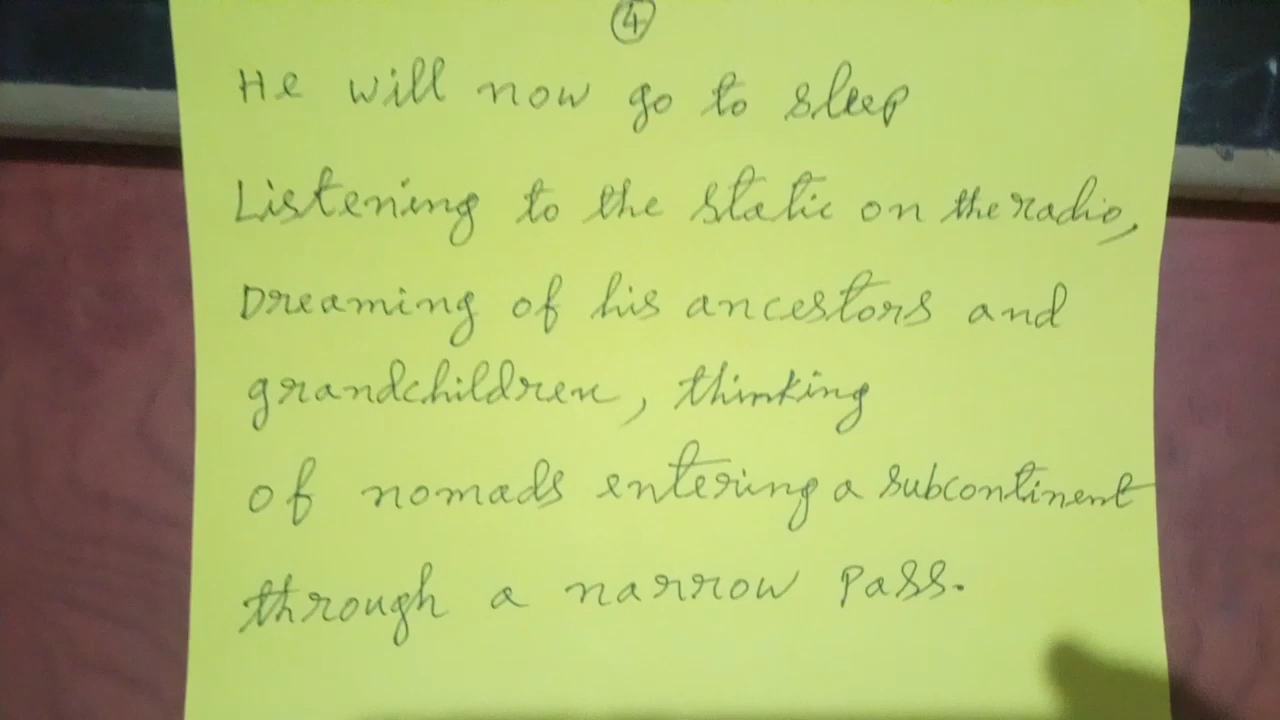 4
He will now go to sleep
Listening to the static on the radio,
Dreaming of his ancestors and
grandchildren, thinking
of nomads entering a subcontinent
through a narrow pass.